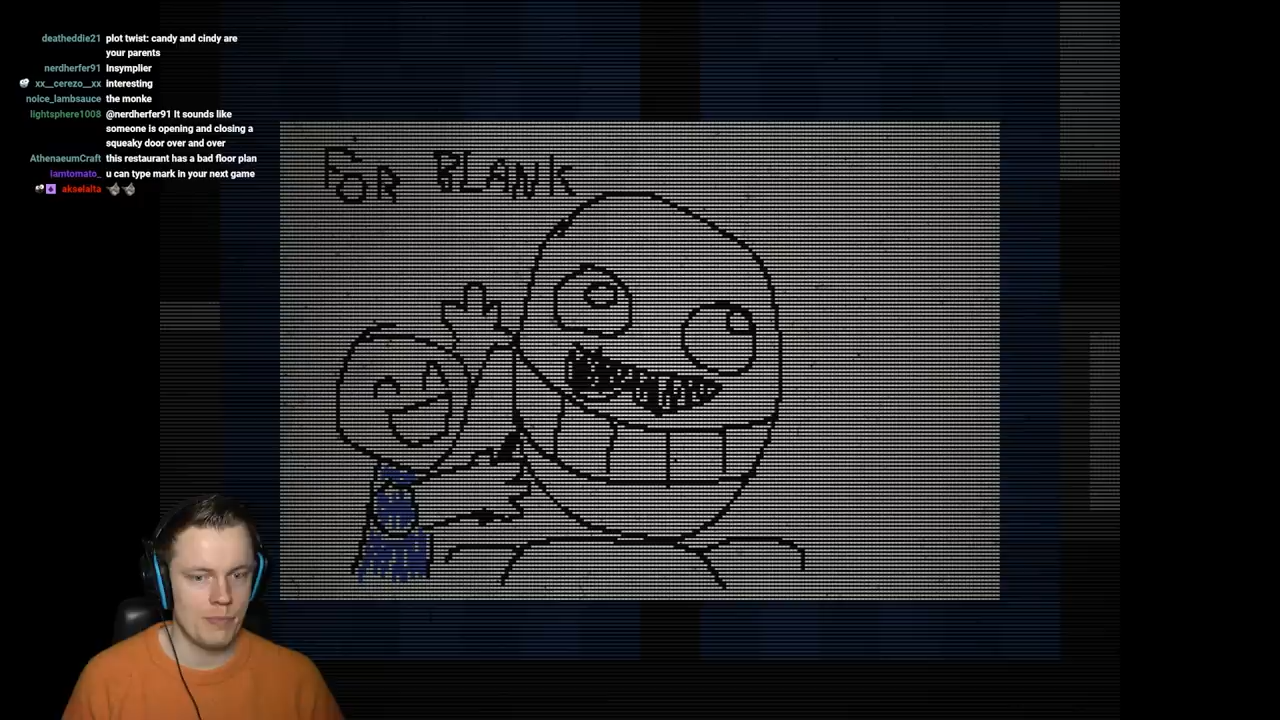 deatheddie21 plot twist: candy and cindy are
your parents
nerdherfer91 Insymplier
xx__cerezo__xx interesting
noice_lambsauce the monke
lightsphere1008 @nerdherfer91 It sounds like
someone is opening and closing a
squeaky door over and over
AthenaeumCraft this restaurant has a bad floor plan
Iamtomato_ u can type mark in your next game
akselalta
FOR BLANK